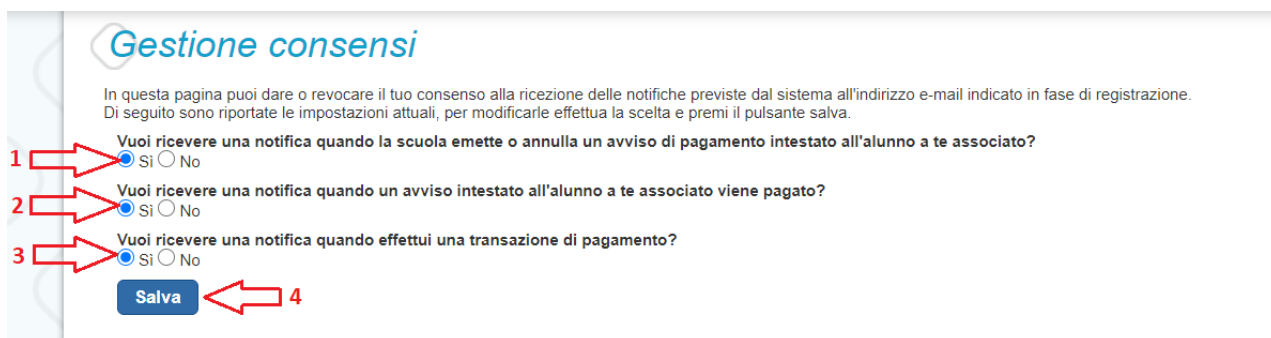 Gestione consensi
In questa pagina puoi dare o revocare il tuo consenso alla ricezione delle notifiche previste dal sistema all'indirizzo e-mail indicato in fase di registrazione.
Di seguito sono riportate le impostazioni attuali, per modificarle effettua la scelta e premi il pulsante salva.
Vuoi ricevere una notifica quando la scuola emette o annulla un avviso di pagamento intestato all'alunno a te associato?
1 Sì No
Vuoi ricevere una notifica quando un avviso intestato all'alunno a te associato viene pagato?
2 Sì No
Vuoi ricevere una notifica quando effettui una transazione di pagamento?
3 Sì No
Salva 4